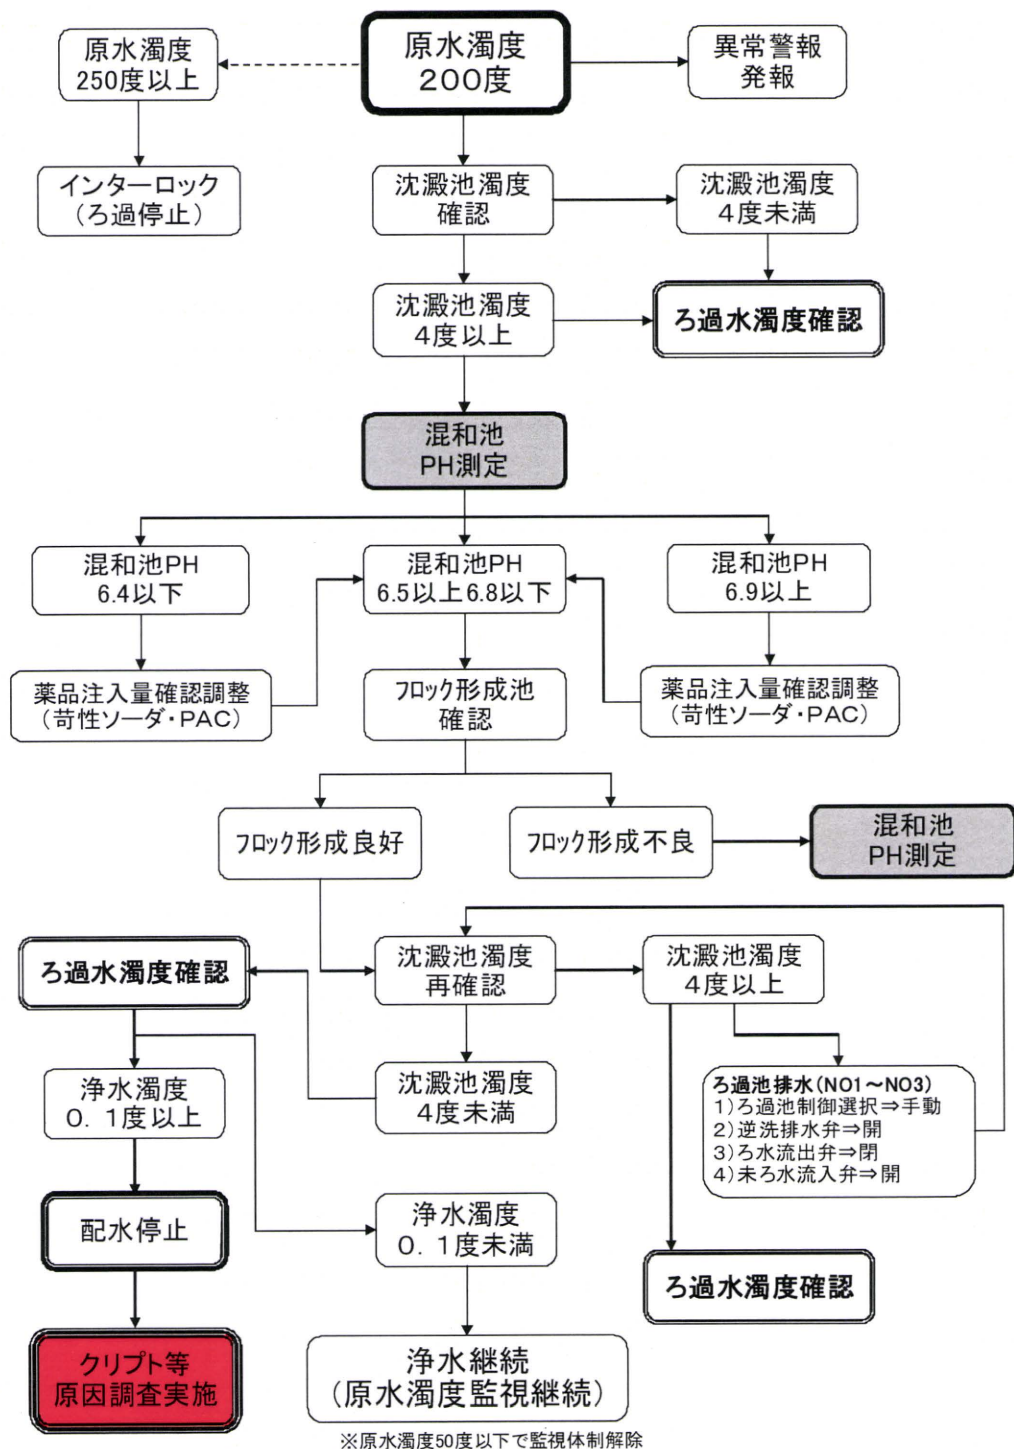 原水濁度
250度以上
原水濁度
200度
異常警報
発報
インターロック
(ろ過停止)
沈澱池濁度
確認
沈澱池濁度
4度未満
沈澱池濁度
4度以上
ろ過水濁度確認
混和池
PH測定
混和池PH
6.4以下
混和池PH
6.5以上6.8以下
混和池PH
6.9以上
薬品注入量確認調整
(苛性ソーダ・PAC)
フロック形成池
確認
薬品注入量確認調整
(苛性ソーダ・PAC)
フロック形成良好
フロック形成不良
混和池
PH測定
ろ過水濁度確認
沈澱池濁度
再確認
沈澱池濁度
4度以上
浄水濁度
0.1度以上
沈澱池濁度
4度未満
ろ過池排水(NO1~NO3)
1)ろ過池制御選択⇒手動
2)逆洗排水弁⇒開
3)ろ水流出弁⇒閉
4)未ろ水流入弁⇒開
配水停止
浄水濁度
0.1度未満
ろ過水濁度確認
クリプト等
原因調査実施
浄水継続
(原水濁度監視継続)
※原水濁度50度以下で監視体制解除